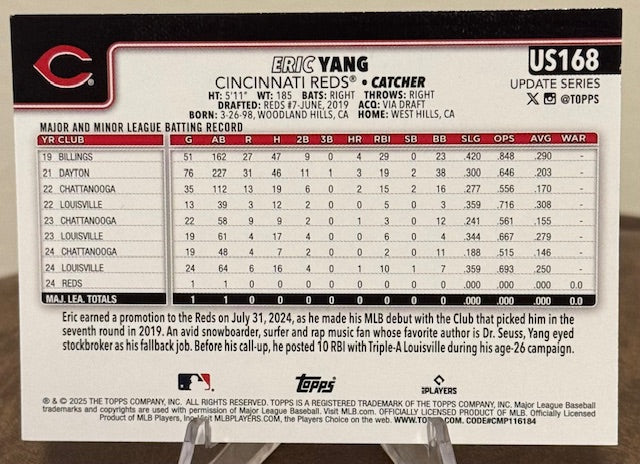 US168
ERIC YANG
CINCINNATI REDS® • CATCHER
UPDATE SERIES
@TOPPS
HT: 5'11" WT: 185 BATS: RIGHT THROWS: RIGHT
DRAFTED: REDS #7-JUNE, 2019 ACQ: VIA DRAFT
BORN: 3-26-98, WOODLAND HILLS, CA HOME: WEST HILLS, CA
MAJOR AND MINOR LEAGUE BATTING RECORD
YR CLUB G AB R H 2B 3B HR RBI SB BB SLG OPS AVG WAR
19 BILLINGS 51 162 27 47 9 0 4 29 0 23 .420 .848 .290 -
21 DAYTON 76 227 31 46 11 1 3 19 2 38 .300 .646 .203 -
22 CHATTANOOGA 35 112 13 19 6 0 2 15 2 16 .277 .556 .170 -
22 LOUISVILLE 13 39 3 12 2 0 0 5 0 3 .359 .716 .308 -
23 CHATTANOOGA 22 58 9 9 2 0 1 3 0 12 .241 .561 .155 -
23 LOUISVILLE 19 61 4 17 4 0 0 5 0 6 .344 .667 .279 -
24 CHATTANOOGA 19 48 4 7 2 0 0 2 0 11 .188 .515 .146 -
24 LOUISVILLE 24 64 6 16 4 0 1 10 1 7 .359 .693 .250 -
24 REDS 1 1 0 0 0 0 0 0 0 0 .000 .000 .000 0.0
MAJ. LEA. TOTALS 1 1 0 0 0 0 0 0 0 0 .000 .000 .000 0.0
Eric earned a promotion to the Reds on July 31, 2024, as he made his MLB debut with the Club that picked him in the
seventh round in 2019. An avid snowboarder, surfer and rap music fan whose favorite author is Dr. Seuss, Yang eyed
stockbroker as his fallback job. Before his call-up, he posted 10 RBI with Triple-A Louisville during his age-26 campaign.
Topps
PLAYERS
® & © 2025 THE TOPPS COMPANY, INC. ALL RIGHTS RESERVED. TOPPS IS A REGISTERED TRADEMARK OF THE TOPPS COMPANY, INC. Major League Baseball
trademarks and copyrights are used with permission of Major League Baseball. Visit MLB.com. OFFICIALLY LICENSED PRODUCT OF MLB. Officially Licensed
Product of MLB Players, Inc. Visit MLBPLAYERS.com, the Players Choice on the web. WWW.TOPPS.COM. CODE#CMP116184